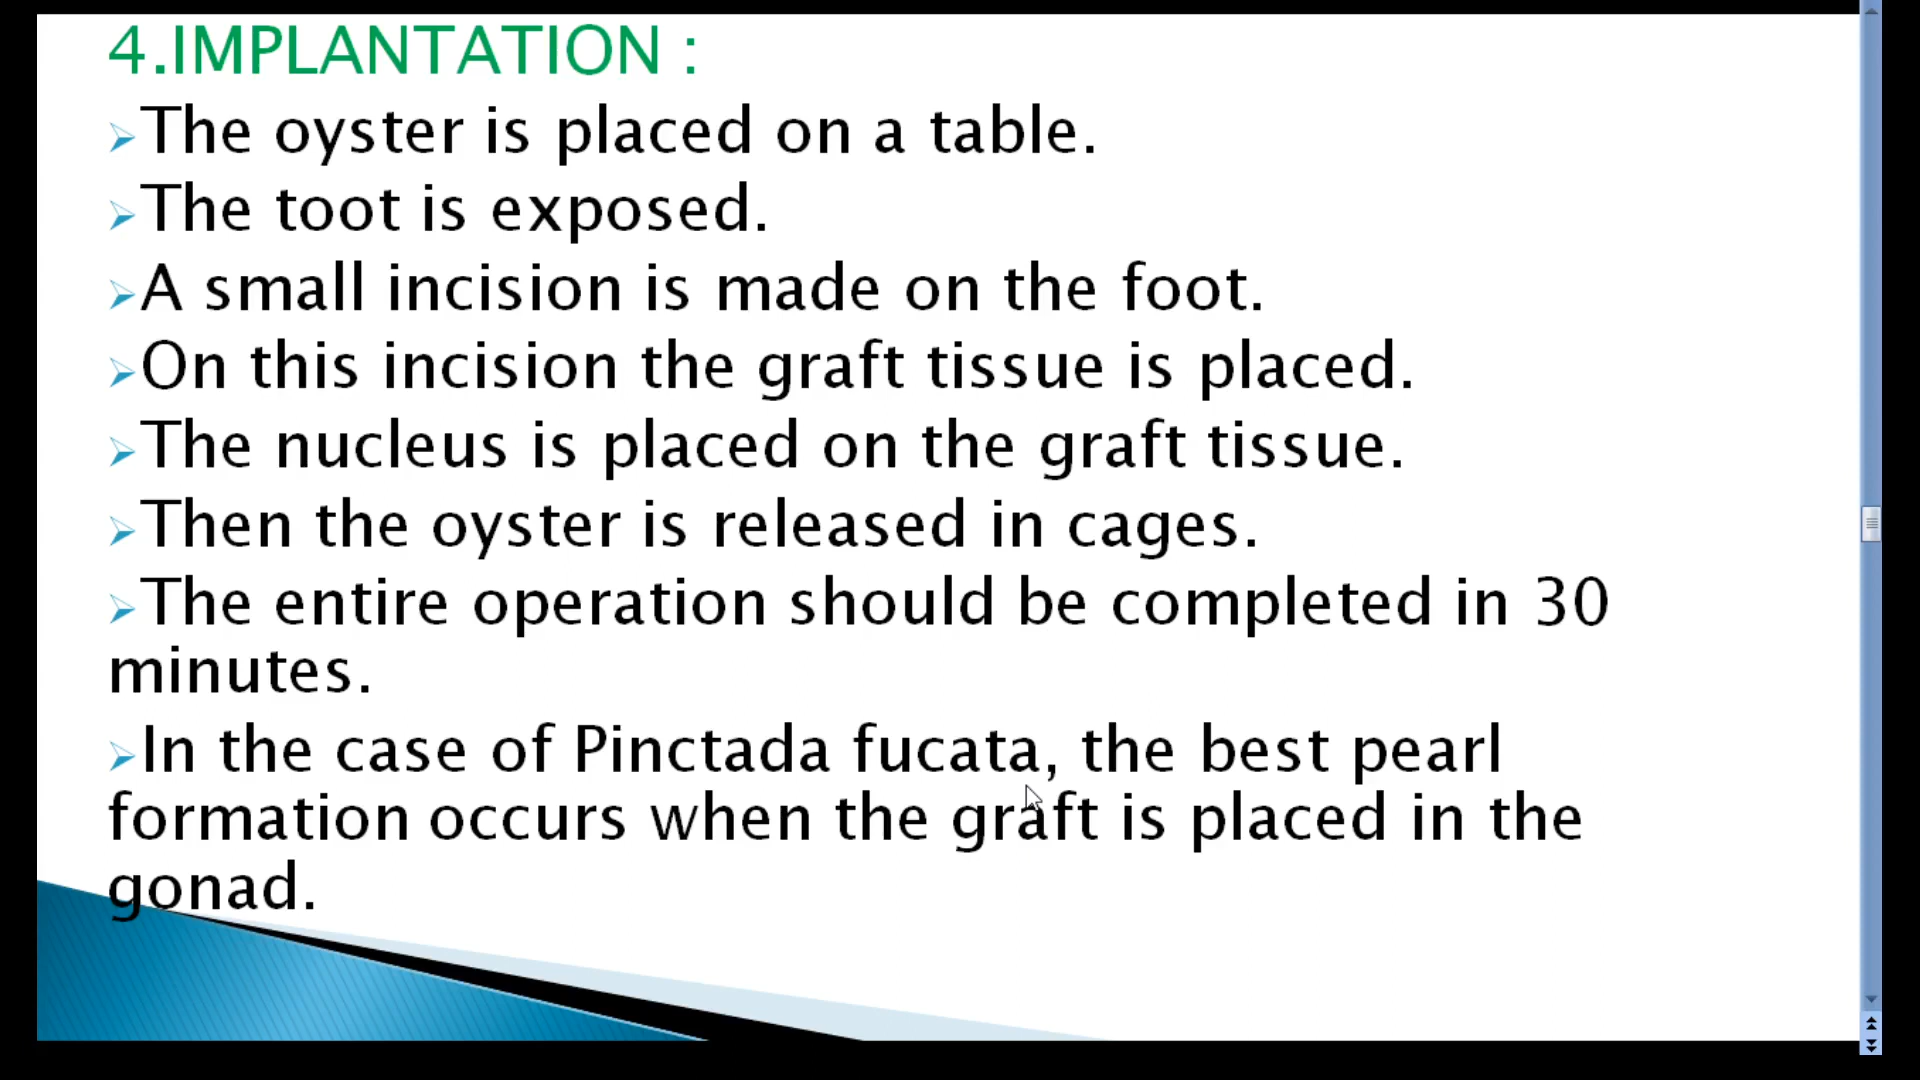 4.IMPLANTATION :
➢The oyster is placed on a table.
➢The toot is exposed.
➢A small incision is made on the foot.
➢On this incision the graft tissue is placed.
➢The nucleus is placed on the graft tissue.
➢Then the oyster is released in cages.
➢The entire operation should be completed in 30
minutes.
➢In the case of Pinctada fucata, the best pearl
formation occurs when the graft is placed in the
gonad.